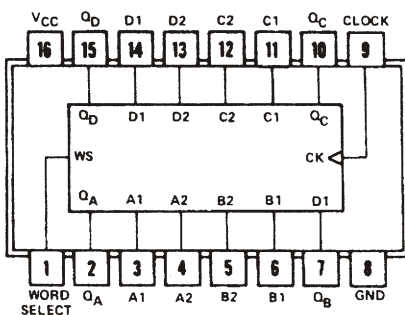 VCC QD D1 D2 C2 C1 QC CLOCK
16 15 14 13 12 11 10 9
QD D1 D2 C2 C1 QC
WS CK
QA A1 A2 B2 B1 D1
1 2 3 4 5 6 7 8
WORD SELECT QA A1 A2 B2 B1 QB GND